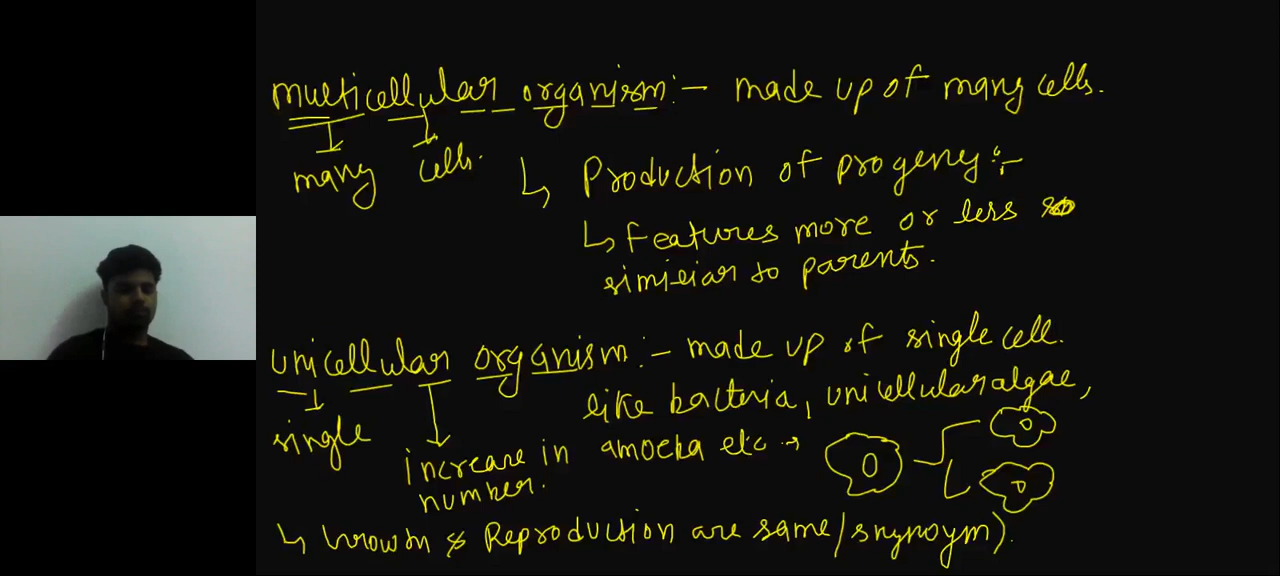 multicellular organism :- made up of many cells.
many cells.
↳ Production of progeny :-
↳ features more or less
similar to parents.
unicellular organism :- made up of single cell.
like bacteria, unicellular algae,
single
increase in amoeba etc →
number.
↳ Growth & Reproduction are same/snynoym).